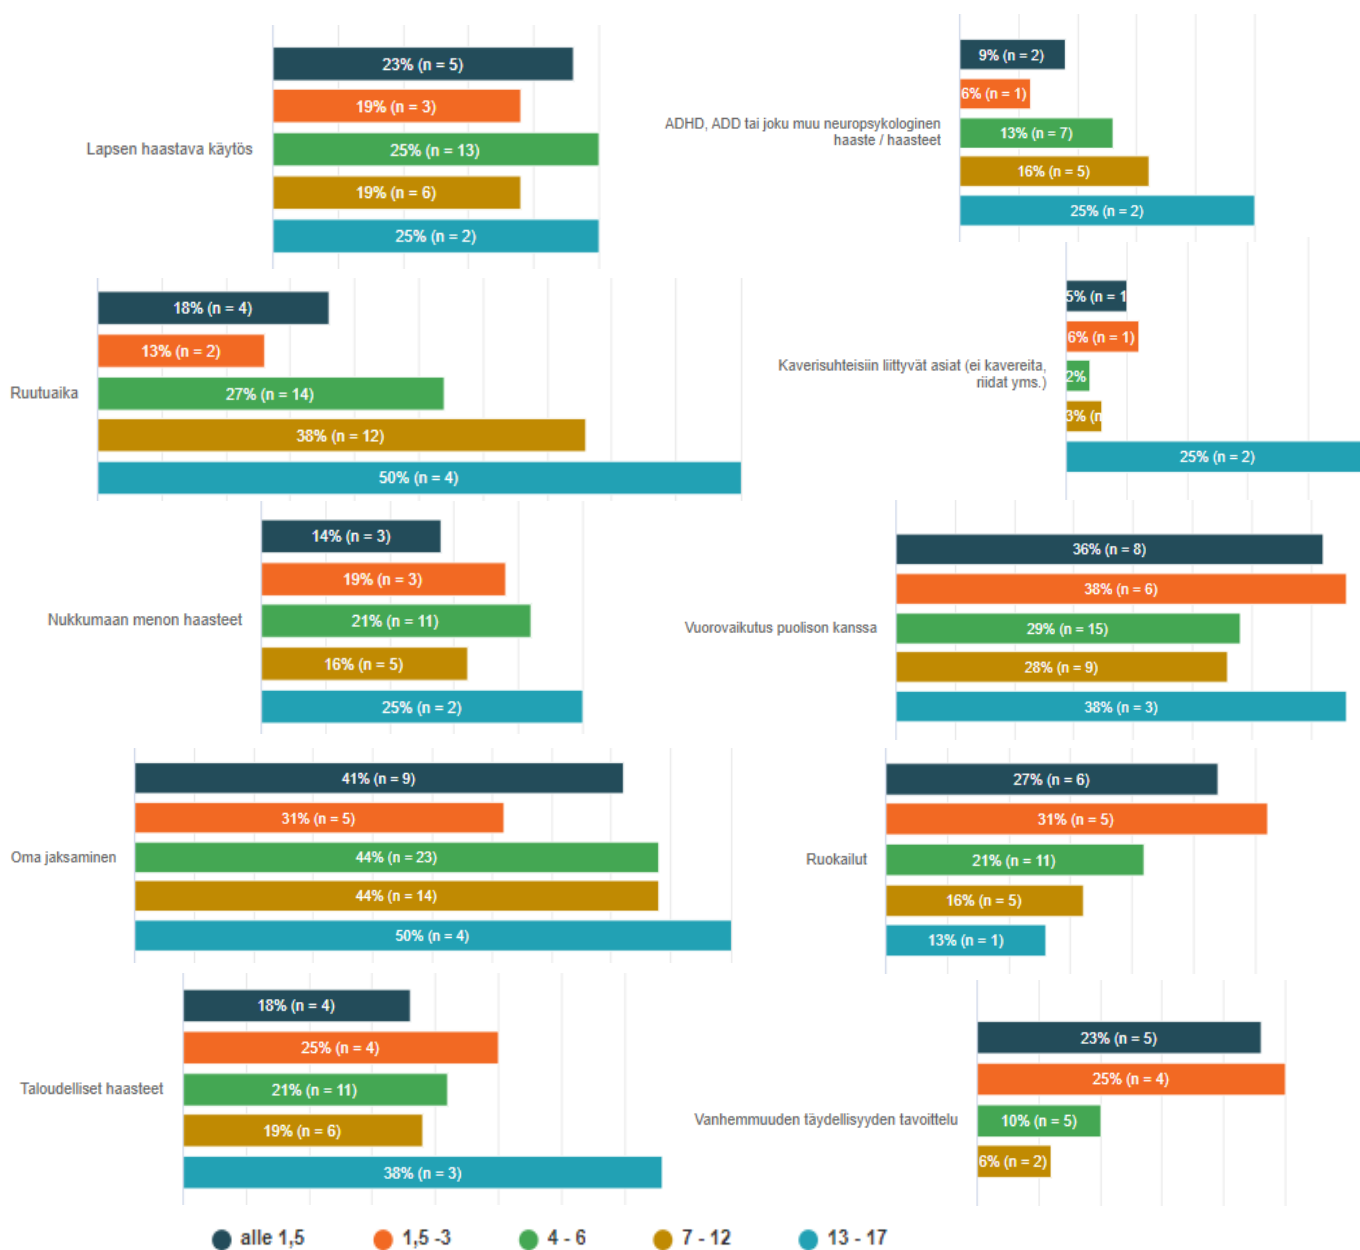 23% (n = 5)
19% (n = 3)
Lapsen haastava käytös
25% (n = 13)
19% (n = 6)
25% (n = 2)
9% (n = 2)
6% (n = 1)
ADHD, ADD tai joku muu neuropsykologinen
haaste / haasteet
13% (n = 7)
16% (n = 5)
25% (n = 2)
18% (n = 4)
13% (n = 2)
Ruutuaika
27% (n = 14)
38% (n = 12)
50% (n = 4)
5% (n = 1
6% (n = 1)
Kaverisuhteisiin liittyvät asiat (ei kavereita,
riidat yms.)
2%
3% (n
25% (n = 2)
14% (n = 3)
19% (n = 3)
Nukkumaan menon haasteet
21% (n = 11)
16% (n = 5)
25% (n = 2)
36% (n = 8)
38% (n = 6)
Vuorovaikutus puolison kanssa
29% (n = 15)
28% (n = 9)
38% (n = 3)
41% (n = 9)
31% (n = 5)
Oma jaksaminen
44% (n = 23)
44% (n = 14)
50% (n = 4)
27% (n = 6)
31% (n = 5)
Ruokailut
21% (n = 11)
16% (n = 5)
13% (n = 1)
18% (n = 4)
25% (n = 4)
Taloudelliset haasteet
21% (n = 11)
19% (n = 6)
38% (n = 3)
23% (n = 5)
25% (n = 4)
Vanhemmuuden täydellisyyden tavoittelu
10% (n = 5)
6% (n = 2)
alle 1,5
1,5 -3
4 - 6
7 - 12
13 - 17